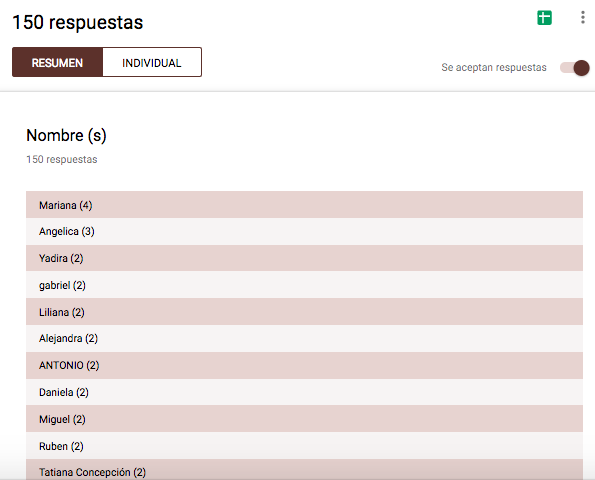 150 respuestas
RESUMEN INDIVIDUAL
Se aceptan respuestas
Nombre (s)
150 respuestas
Mariana (4)
Angelica (3)
Yadira (2)
gabriel (2)
Liliana (2)
Alejandra (2)
ANTONIO (2)
Daniela (2)
Miguel (2)
Ruben (2)
Tatiana Concepción (2)